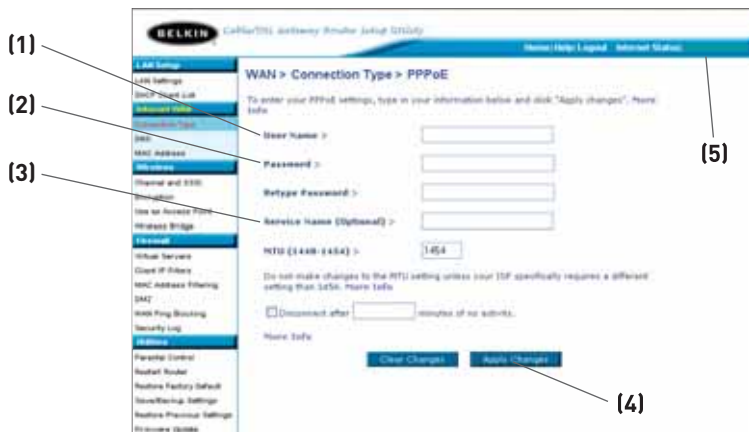 BELKIN Cable/DSL Gateway Router Setup Utility
Home|Help|Logout Internet Status:
(1)
(2)
(3)
(4)
(5)
LAN Setup
LAN Settings
DHCP Client List
Internet WAN
Connection Type
DNS
MAC Address
Wireless
Channel and SSID
Encryption
Use as Access Point
Wireless Bridge
Firewall
Virtual Servers
Client IP Filters
MAC Address Filtering
DMZ
WAN Ping Blocking
Security Log
Utilities
Parental Control
Restart Router
Restore Factory Default
Save/Backup Settings
Restore Previous Settings
Firmware Update
WAN > Connection Type > PPPoE
To enter your PPPoE settings, type in your information below and click "Apply changes". More
Info
User Name >
Password >
Retype Password >
Service Name (Optional) >
MTU (1440-1454) >
1454
Do not make changes to the MTU setting unless your ISP specifically requires a different
setting than 1454. More Info
Disconnect after minutes of no activity.
More Info
Clear Changes
Apply Changes